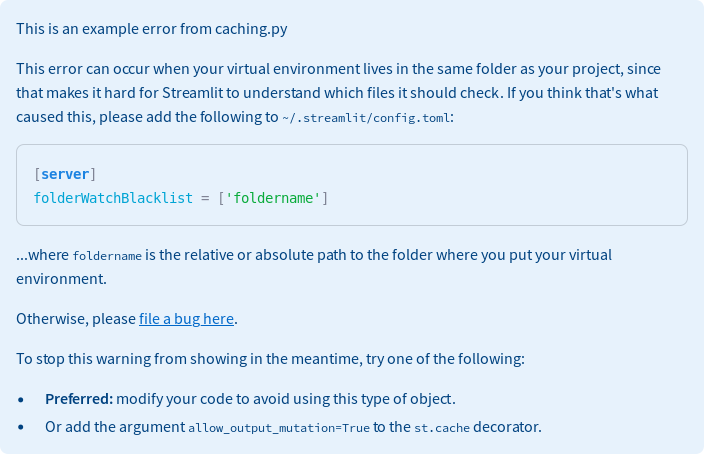 This is an example error from caching.py
This error can occur when your virtual environment lives in the same folder as your project, since
that makes it hard for Streamlit to understand which files it should check. If you think that's what
caused this, please add the following to ~/.streamlit/config.toml:
[server]
folderWatchBlacklist = ['foldername']
...where foldername is the relative or absolute path to the folder where you put your virtual
environment.
Otherwise, please file a bug here.
To stop this warning from showing in the meantime, try one of the following:
• Preferred: modify your code to avoid using this type of object.
• Or add the argument allow_output_mutation=True to the st.cache decorator.